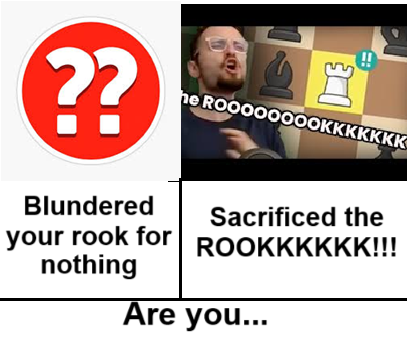 ??
!!
he ROOOOOOOOKKKKKKK
Blundered
your rook for
nothing
Sacrificed the
ROOKKKKKK!!!
Are you...